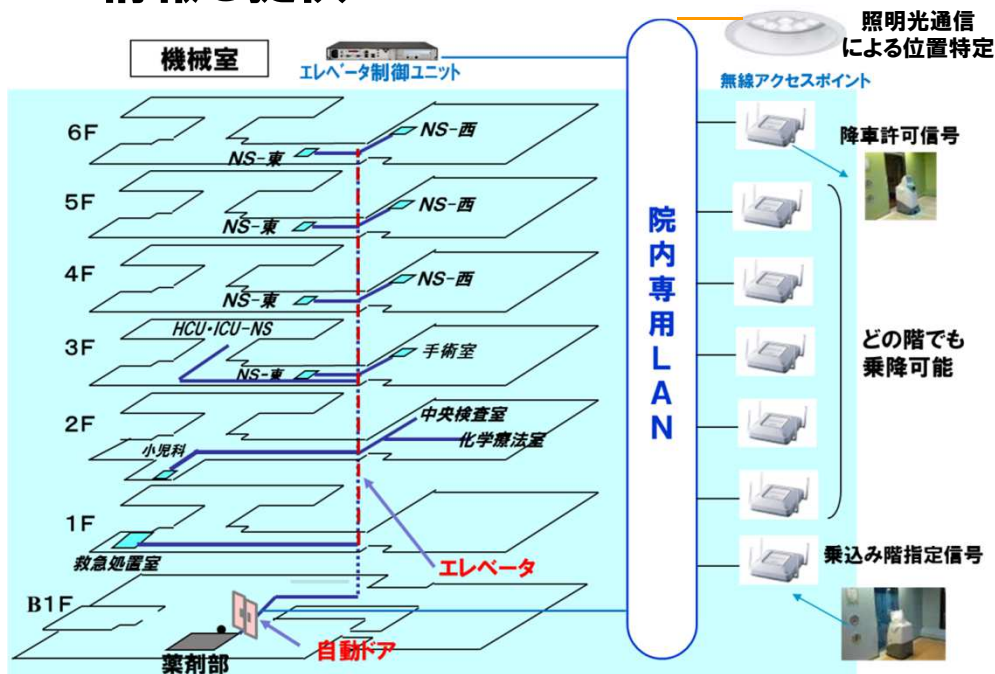 機械室
エレベータ制御ユニット
照明光通信
による位置特定
無線アクセスポイント
6F
NS-西
NS-東
降車許可信号
5F
NS-西
NS-東
4F
NS-西
NS-東
HCU・ICU-NS
3F
手術室
NS-東
どの階でも
乗降可能
2F
中央検査室
化学療法室
小児科
1F
救急処置室
エレベータ
乗込み階指定信号
B1F
自動ドア
薬剤部
院内専用LAN